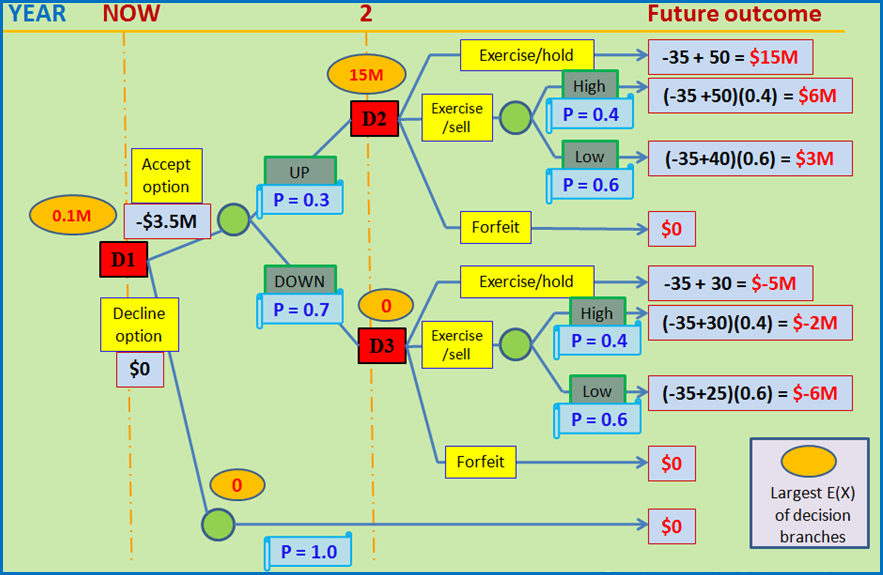 YEAR
NOW
2
Future outcome
15M
Exercise/hold
-35 + 50 = $15M
D2
Exercise
/sell
High
P = 0.4
(-35 +50)(0.4) = $6M
Low
P = 0.6
(-35+40)(0.6) = $3M
Forfeit
$0
Accept
option
UP
P = 0.3
0.1M
-$3.5M
D1
DOWN
P = 0.7
Decline
option
$0
0
D3
Exercise/hold
-35 + 30 = $-5M
Exercise
/sell
High
P = 0.4
(-35+30)(0.4) = $-2M
Low
P = 0.6
(-35+25)(0.6) = $-6M
Forfeit
$0
0
$0
P = 1.0
Largest E(X)
of decision
branches